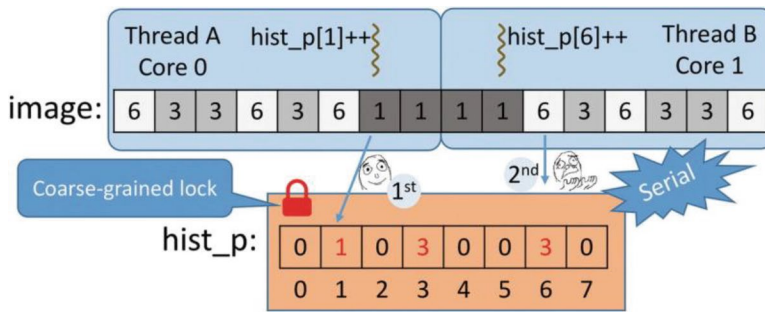 Thread A
Core 0
hist_p[1]++
hist_p[6]++
Thread B
Core 1
image: 6 3 3 6 3 6 1 1 1 1 6 3 6 3 3 6
Coarse-grained lock
1st
2nd
Serial
hist_p: 0 1 0 3 0 0 3 0
0 1 2 3 4 5 6 7